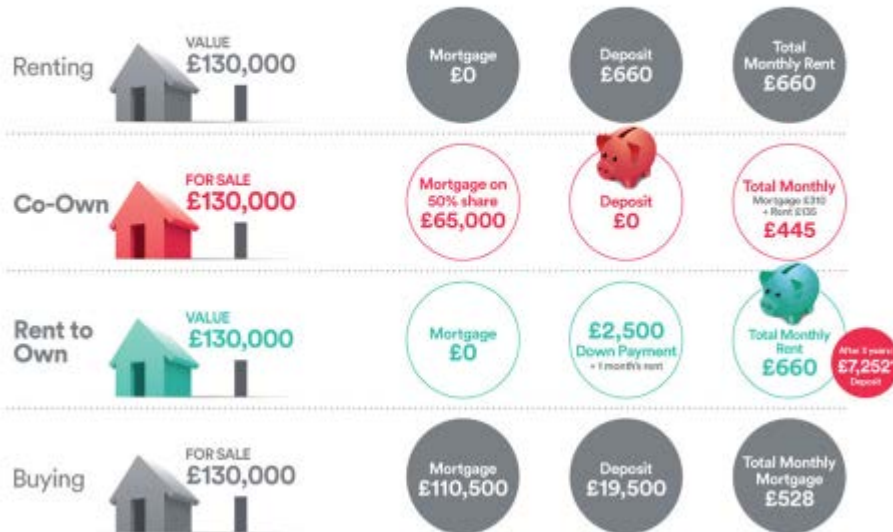 Renting
VALUE
£130,000
Mortgage
£0
Deposit
£660
Total
Monthly Rent
£660
Co-Own
FOR SALE
£130,000
Mortgage on
50% share
£65,000
Deposit
£0
Total Monthly
Mortgage £310
+ Rent £135
£445
Rent to
Own
VALUE
£130,000
Mortgage
£0
£2,500
Down Payment
+ 1 month's rent
Total Monthly
Rent
£660
After 3 years
£7,252*
Deposit
Buying
FOR SALE
£130,000
Mortgage
£110,500
Deposit
£19,500
Total Monthly
Mortgage
£528